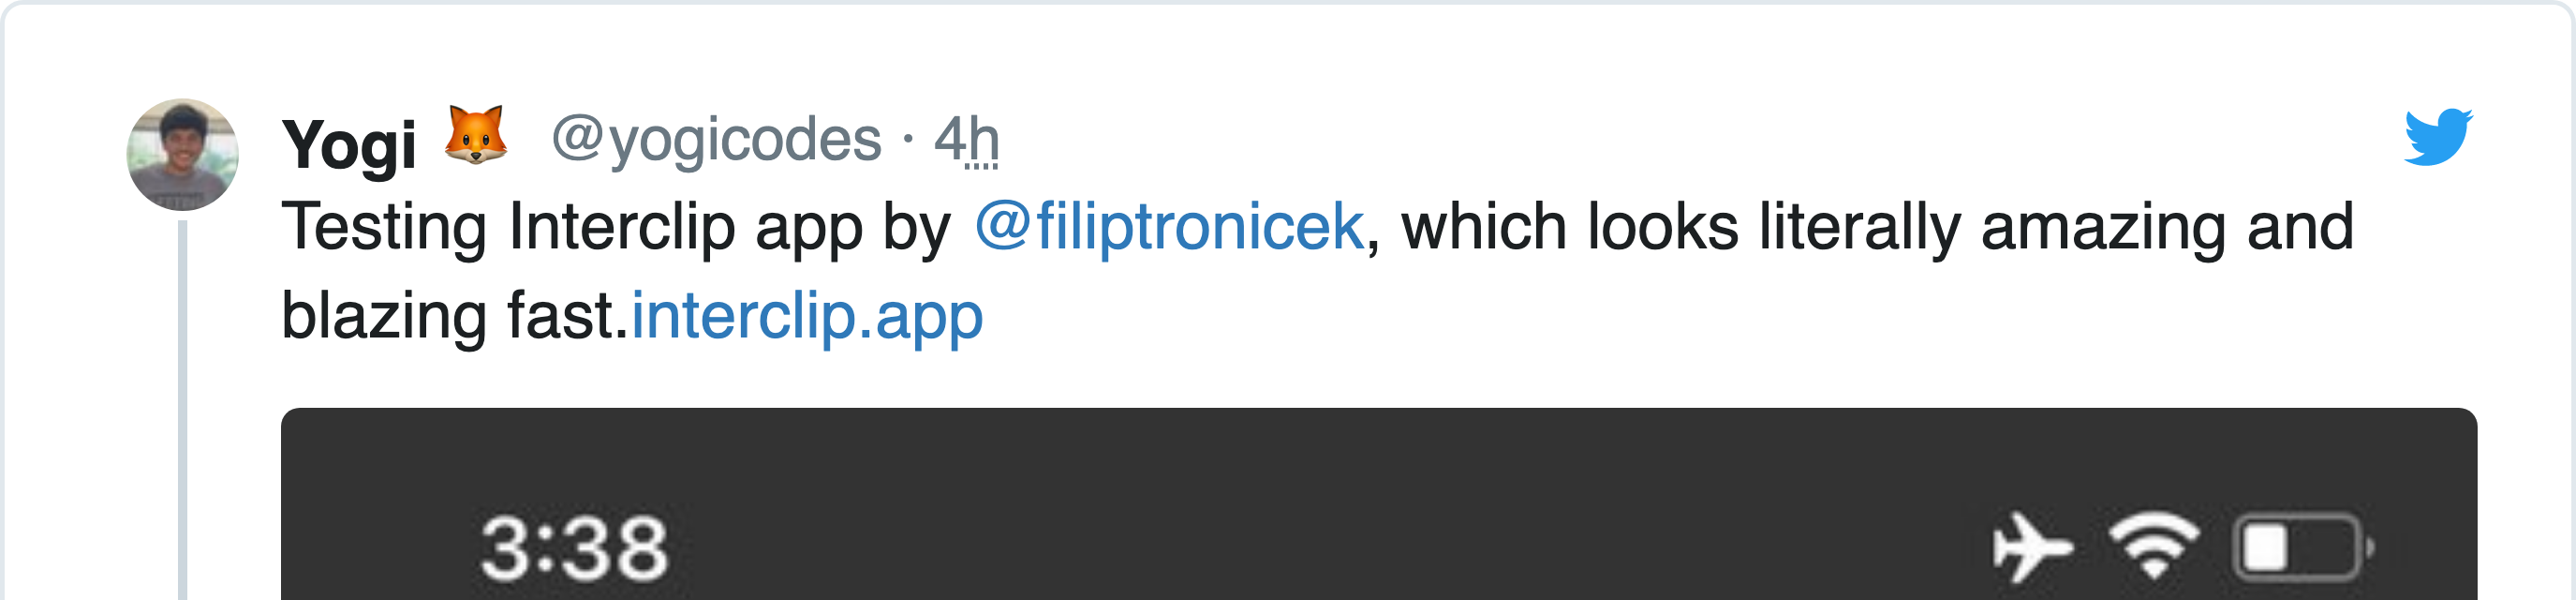 Yogi 🦊 @yogicodes · 4h
Testing Interclip app by @filiptronicek, which looks literally amazing and
blazing fast.interclip.app
3:38